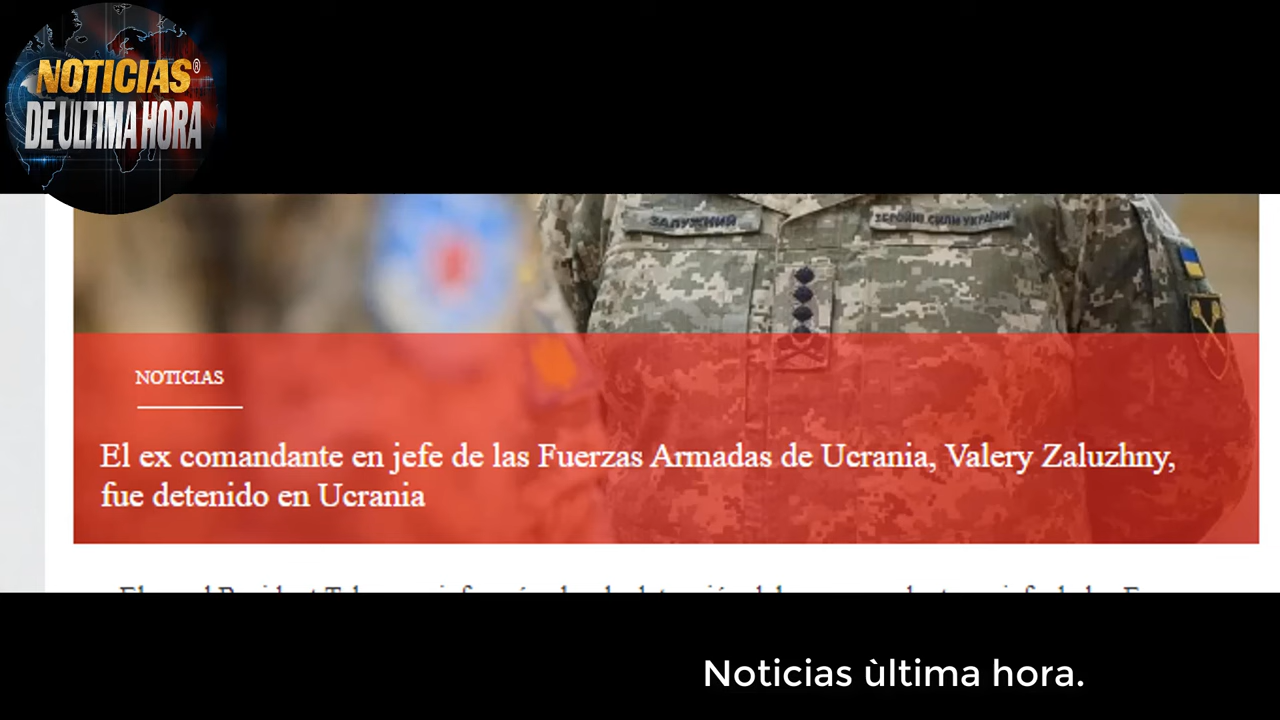 NOTICIAS®
DE ULTIMA HORA
ЗАЛУЖНИЙ
ЗБРОЙНІ СИЛИ УКРАЇНИ
NOTICIAS
El ex comandante en jefe de las Fuerzas Armadas de Ucrania, Valery Zaluzhny,
fue detenido en Ucrania
Noticias ùltima hora.